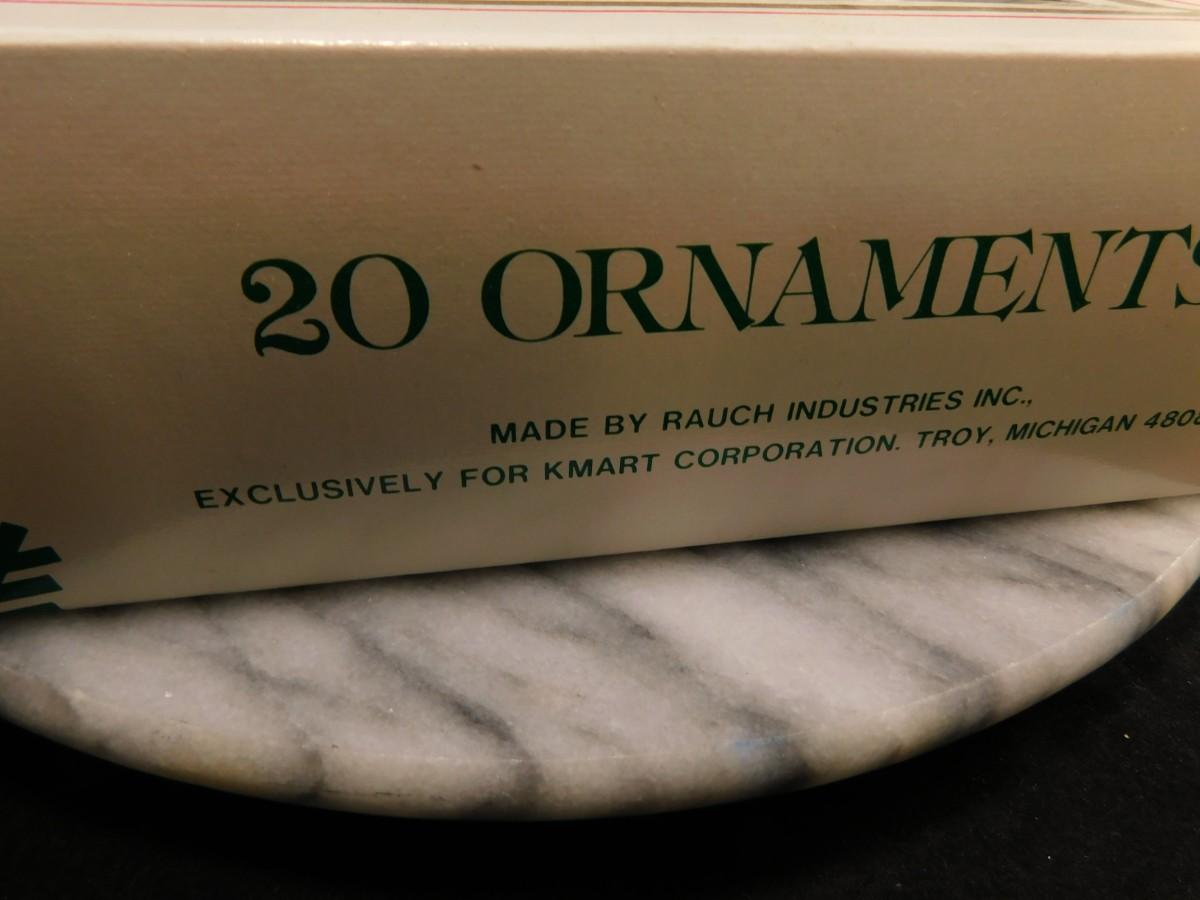 20 ORNAMENTS
MADE BY RAUCH INDUSTRIES INC.,
EXCLUSIVELY FOR KMART CORPORATION. TROY, MICHIGAN